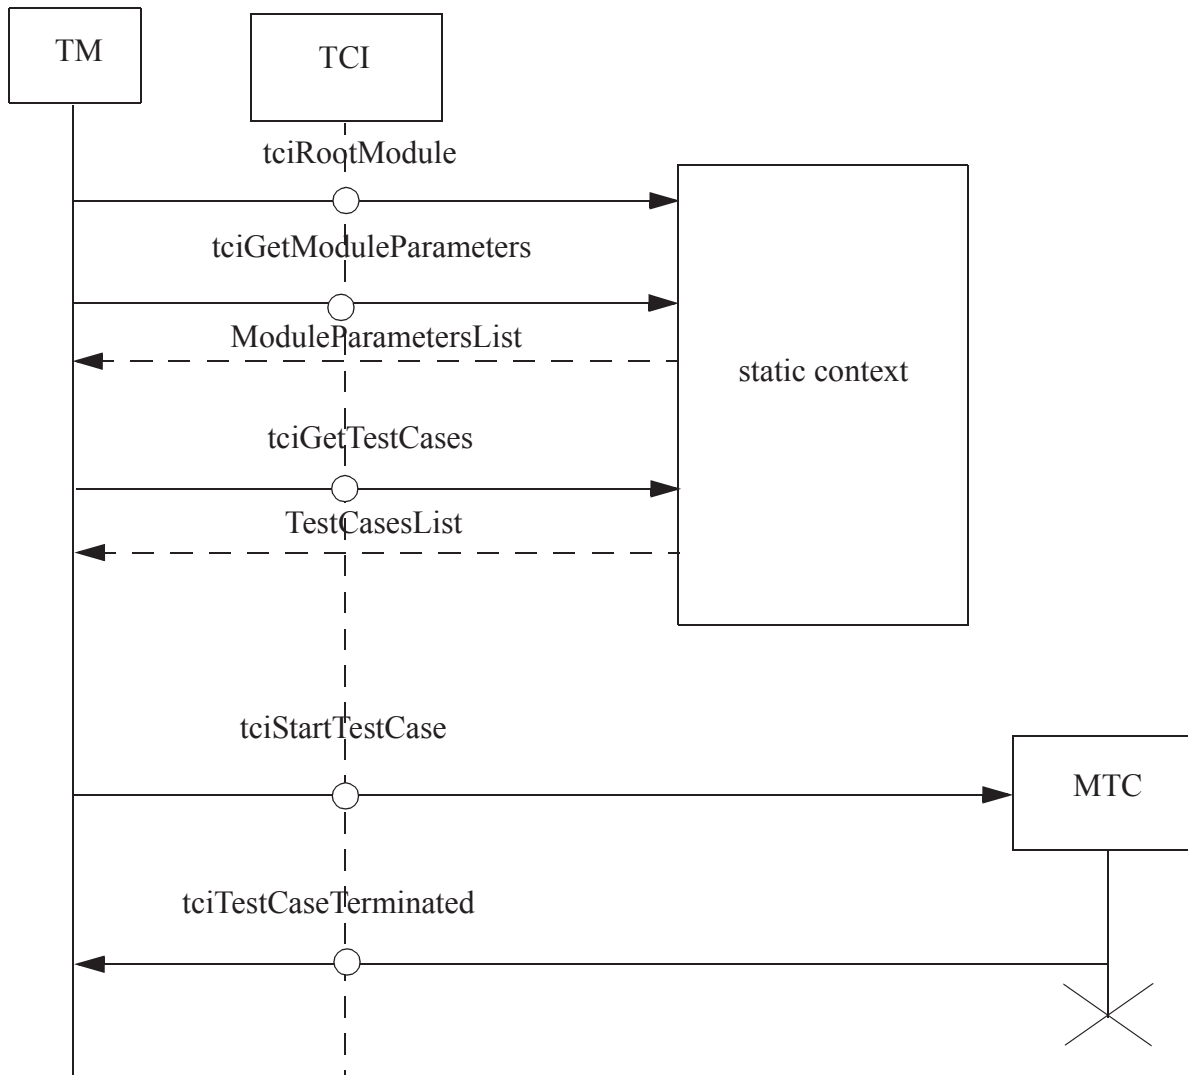 TM
TCI
tciRootModule
tciGetModuleParameters
ModuleParametersList
static context
tciGetTestCases
TestCasesList
tciStartTestCase
MTC
tciTestCaseTerminated